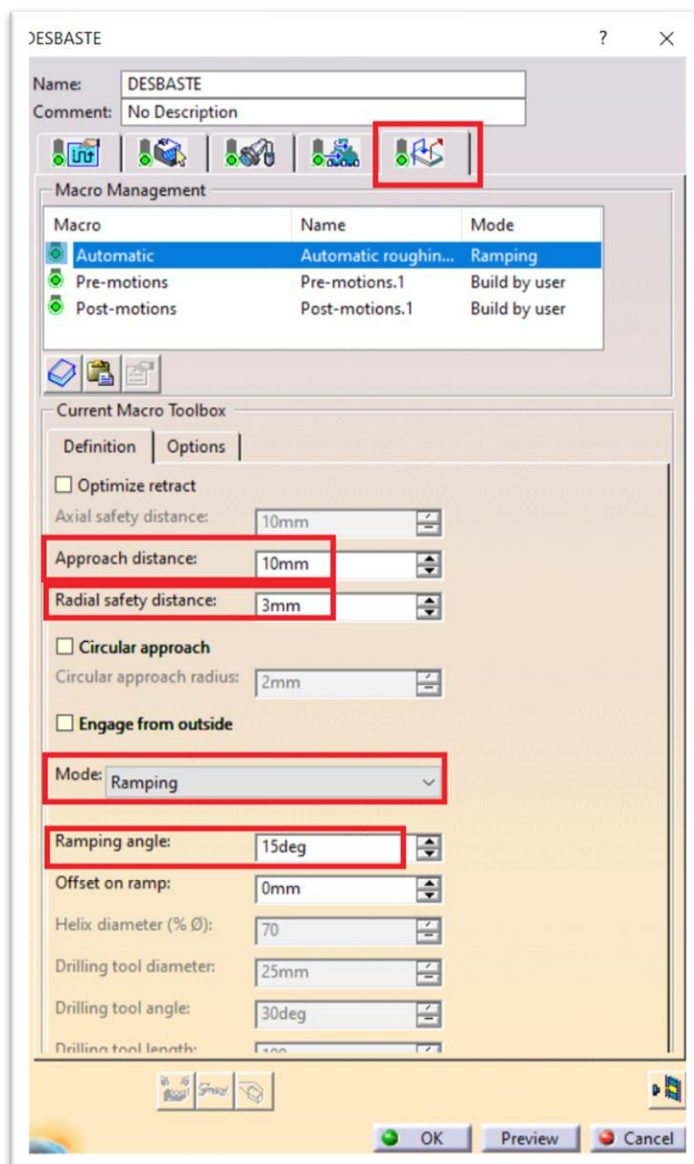 DESBASTE ?
Name: DESBASTE
Comment: No Description
Macro Management
Macro Name Mode
Automatic Automatic roughin... Ramping
Pre-motions Pre-motions.1 Build by user
Post-motions Post-motions.1 Build by user
Current Macro Toolbox
Definition Options
Optimize retract
Axial safety distance: 10mm
Approach distance: 10mm
Radial safety distance: 3mm
Circular approach
Circular approach radius: 2mm
Engage from outside
Mode: Ramping
Ramping angle: 15deg
Offset on ramp: 0mm
Helix diameter (% Ø): 70
Drilling tool diameter: 25mm
Drilling tool angle: 30deg
Drilling tool length:
OK Preview Cancel